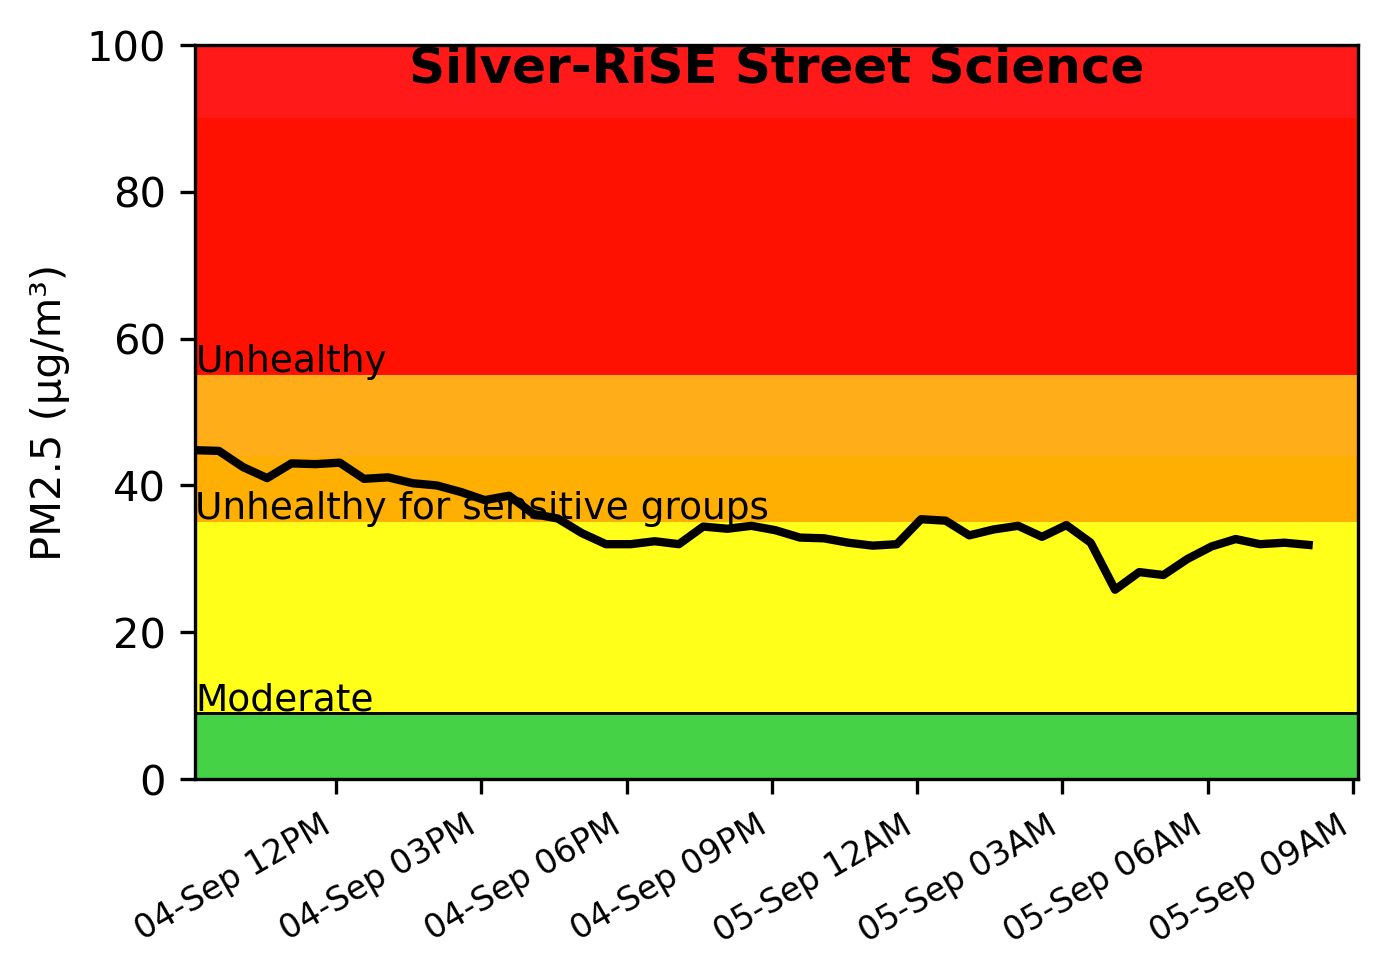 Silver-RiSE Street Science
PM2.5 (μg/m³)
100
80
60
40
20
0
Unhealthy
Unhealthy for sensitive groups
Moderate
04-Sep 12PM
04-Sep 03PM
04-Sep 06PM
04-Sep 09PM
05-Sep 12AM
05-Sep 03AM
05-Sep 06AM
05-Sep 09AM